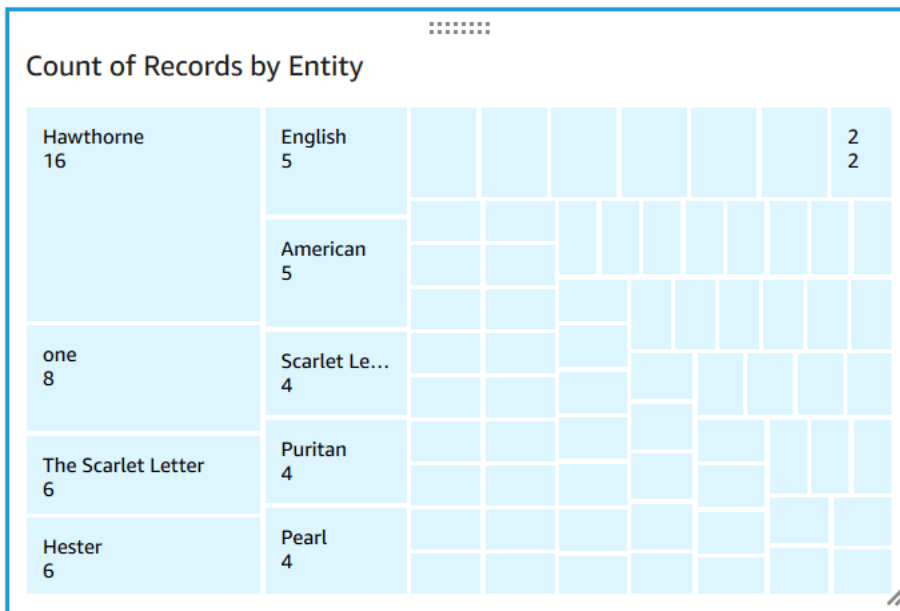 Count of Records by Entity
Hawthorne
16
one
8
The Scarlet Letter
6
Hester
6
English
5
American
5
Scarlet Le...
4
Puritan
4
Pearl
4
2
2